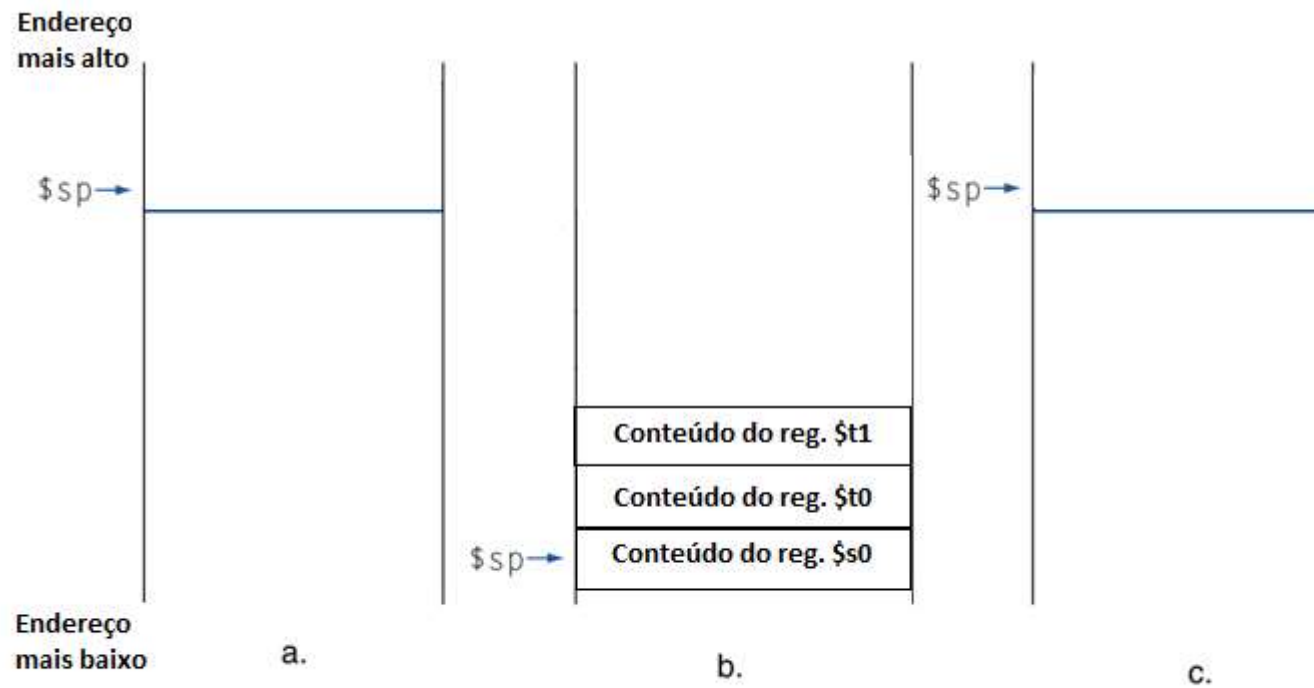 Endereço
mais alto
$sp
$sp
Conteúdo do reg. $t1
Conteúdo do reg. $t0
$sp
Conteúdo do reg. $s0
Endereço
mais baixo
a.
b.
c.